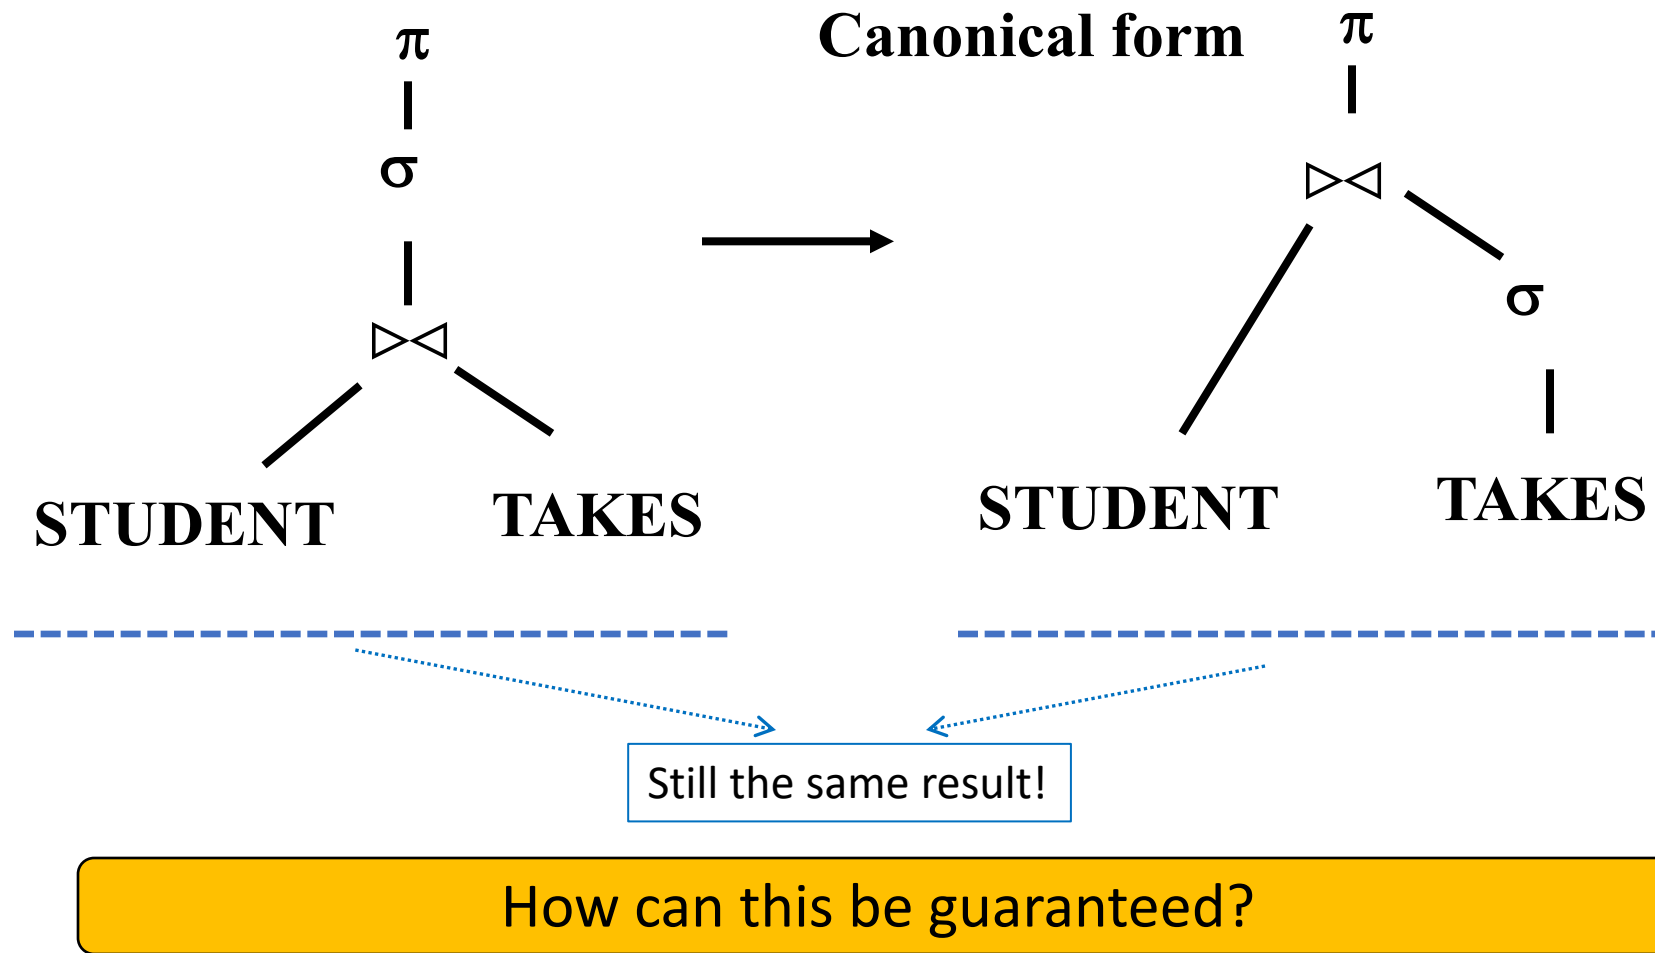 π
Canonical form
π
σ
⋈
⋈
σ
STUDENT
TAKES
STUDENT
TAKES
Still the same result!
How can this be guaranteed?